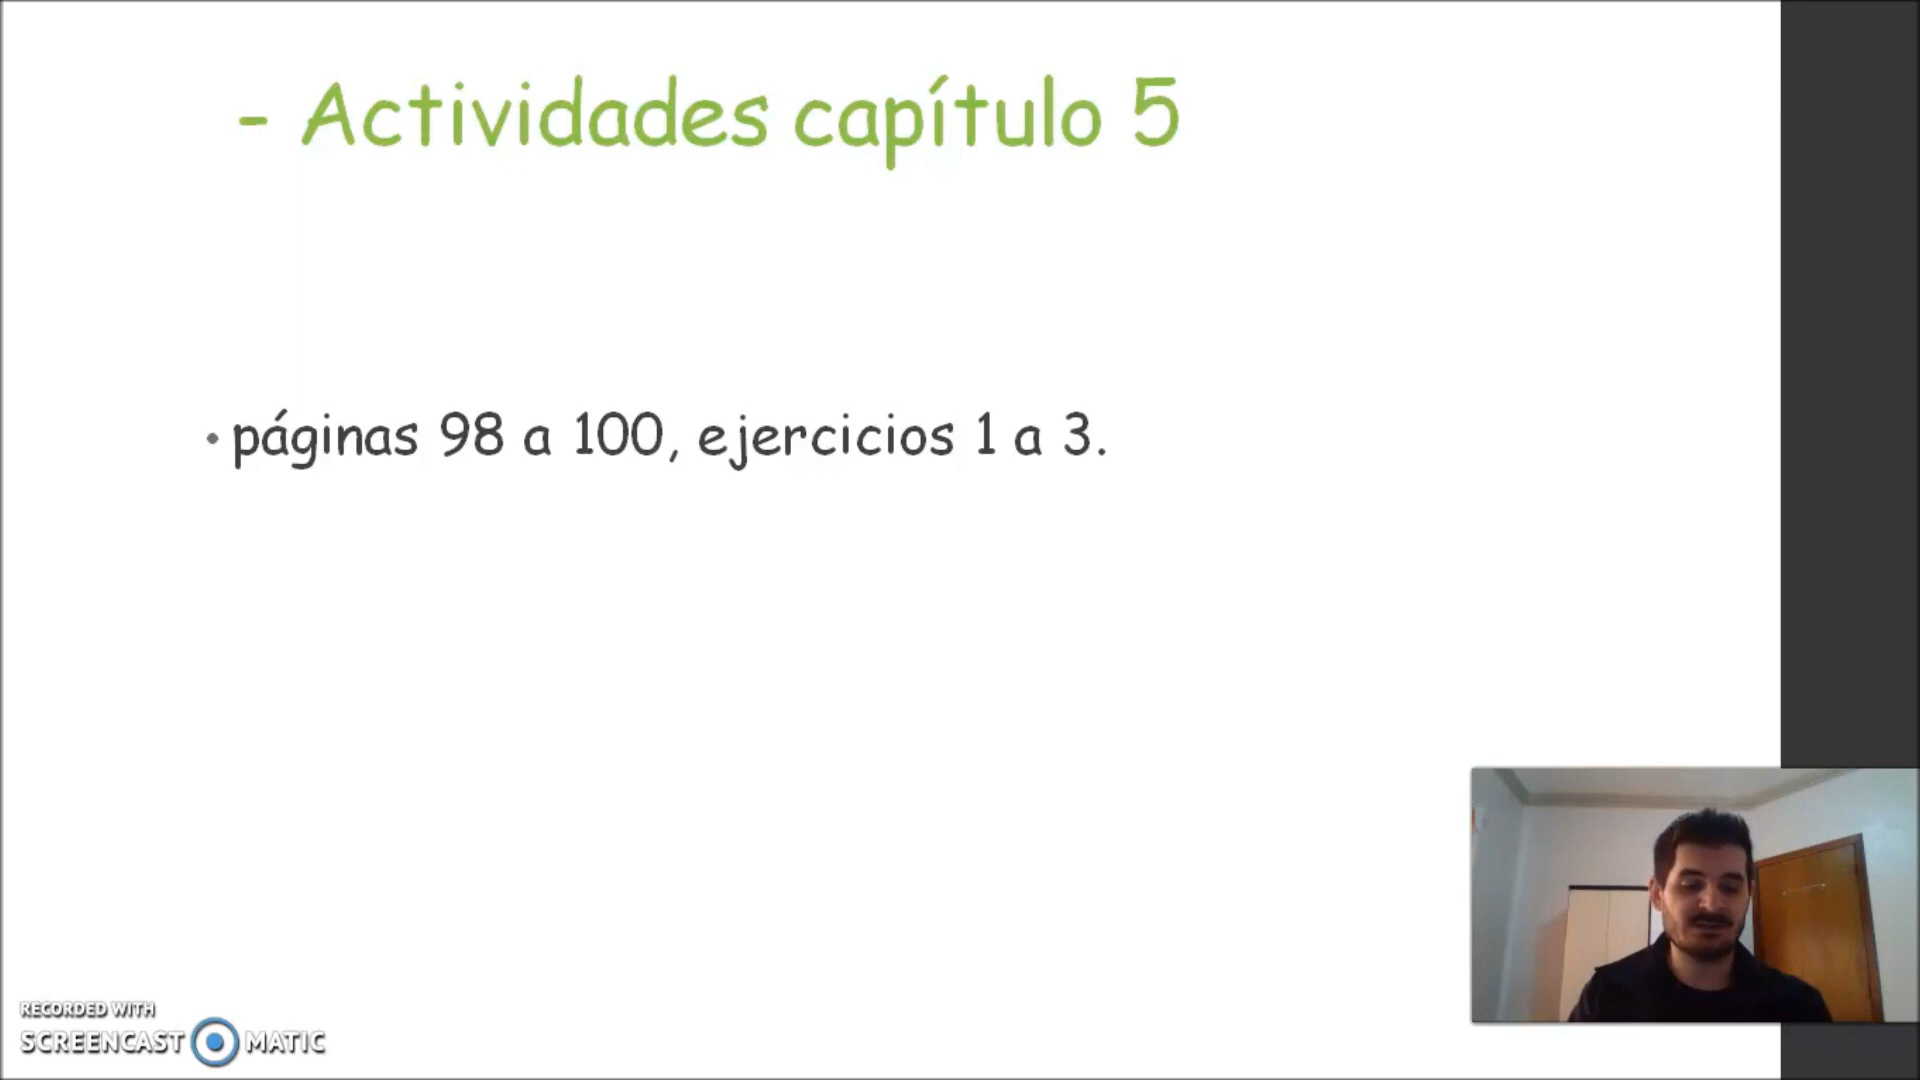 - Actividades capítulo 5
• páginas 98 a 100, ejercicios 1 a 3.
RECORDED WITH
SCREENCAST MATIC